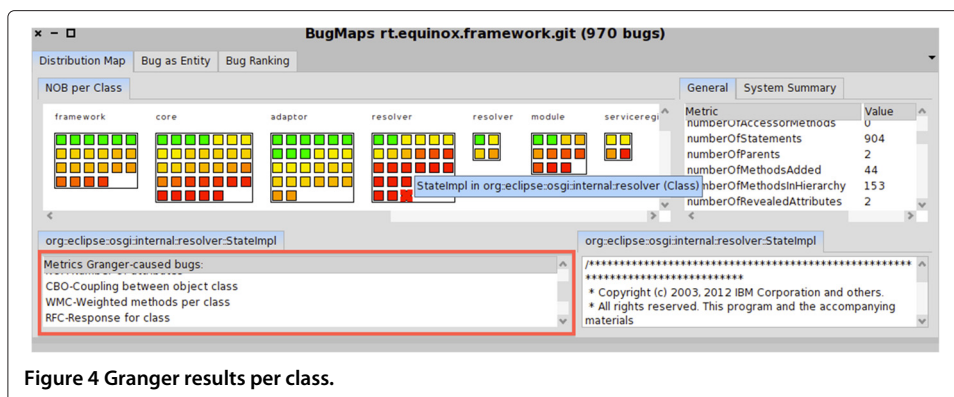 BugMaps rt.equinox.framework.git (970 bugs)
Distribution Map Bug as Entity Bug Ranking
NOB per Class
General System Summary
framework core adaptor resolver resolver module serviceregi
Metric Value
numberOfAccessorMethods 0
numberOfStatements 904
numberOfParents 2
numberOfMethodsAdded 44
StateImpl in org::eclipse::osgi::internal::resolver (Class)
mberOfMethodsInHierarchy 153
numberOfRevealedAttributes 2
org::eclipse::osgi::internal::resolver::StateImpl
Metrics Granger-caused bugs:
CBO-Coupling between object class
WMC-Weighted methods per class
RFC-Response for class
org::eclipse::osgi::internal::resolver::StateImpl
* Copyright (c) 2003, 2012 IBM Corporation and others.
* All rights reserved. This program and the accompanying
materials
Figure 4 Granger results per class.